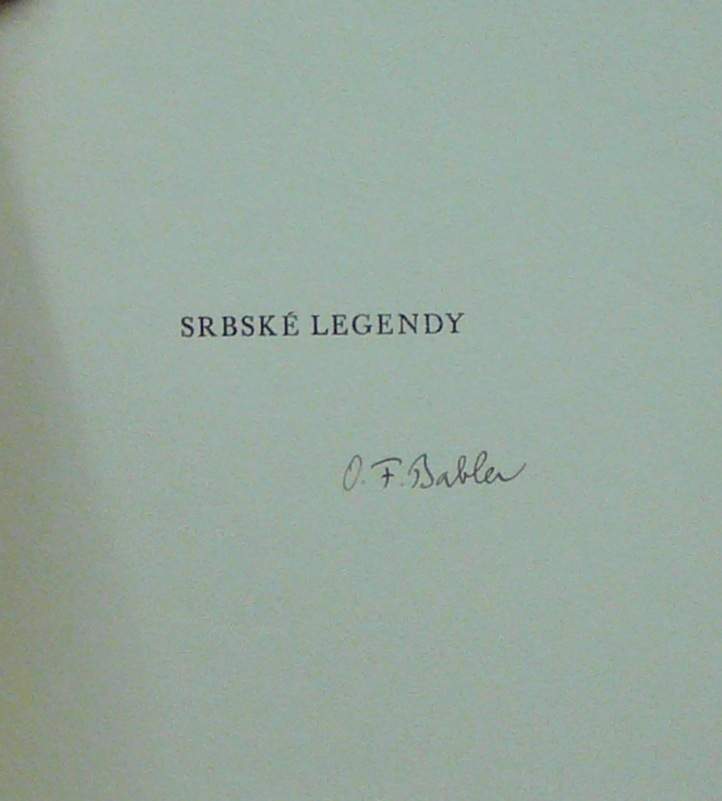 SRBSKÉ LEGENDY
O. F. Babler